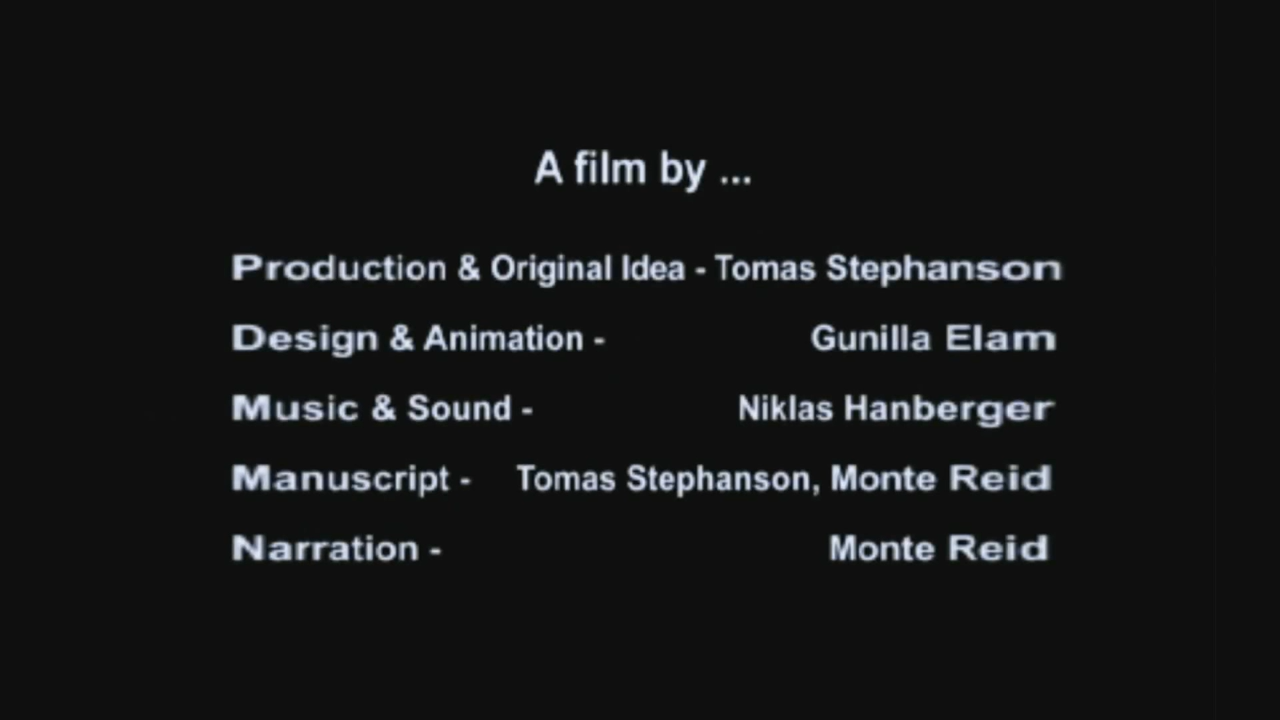 A film by ...
Production & Original Idea - Tomas Stephanson
Design & Animation - Gunilla Elam
Music & Sound - Niklas Hanberger
Manuscript - Tomas Stephanson, Monte Reid
Narration - Monte Reid